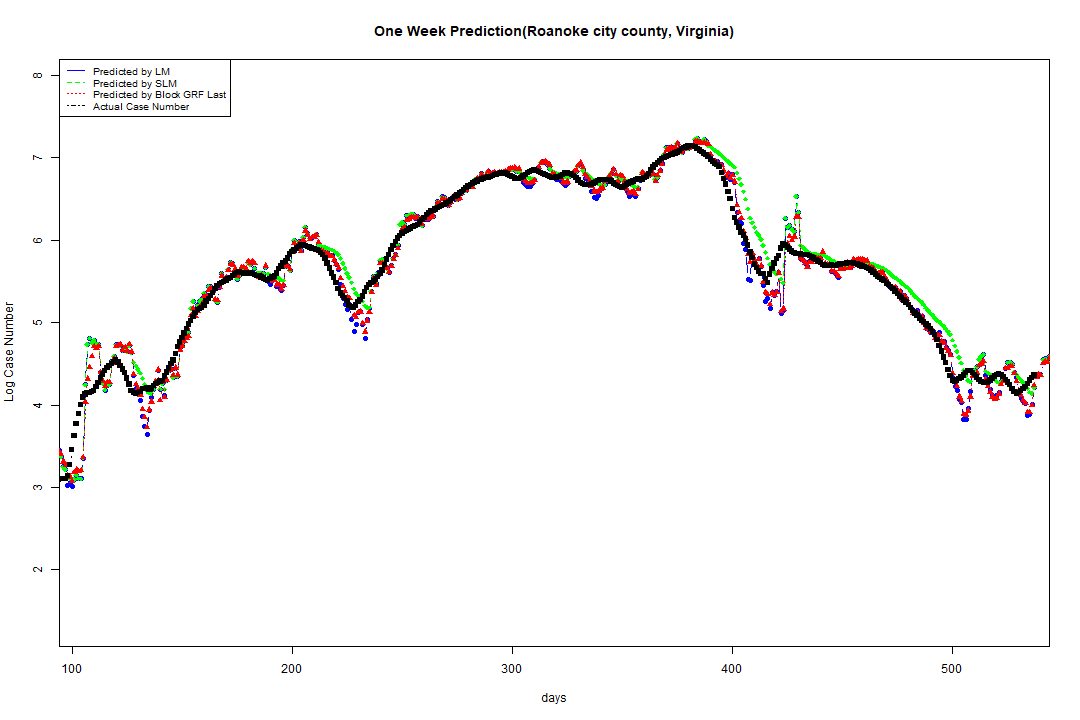 One Week Prediction(Roanoke city county, Virginia)
Predicted by LM
Predicted by SLM
Predicted by Block GRF Last
Actual Case Number
8
7
6
5
4
3
2
Log Case Number
100 200 300 400 500
days